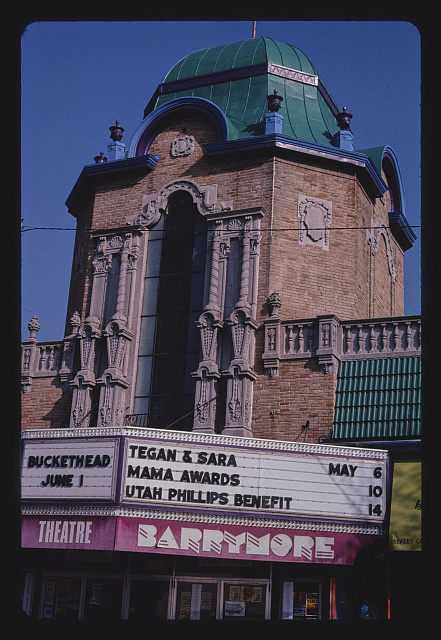 BUCKETHEAD
JUNE 1
TEGAN & SARA MAY 6
MAMA AWARDS 10
UTAH PHILLIPS BENEFIT 14
THEATRE BARRYMORE